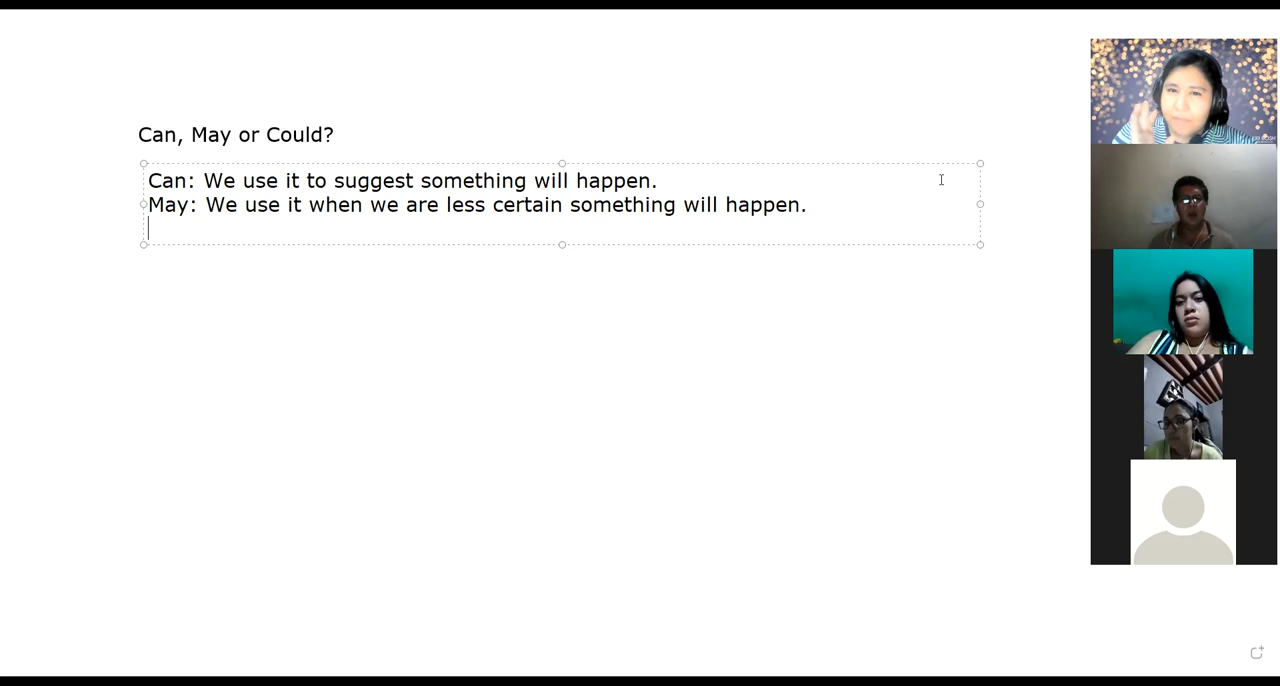 Can, May or Could?
Can: We use it to suggest something will happen.
May: We use it when we are less certain something will happen.